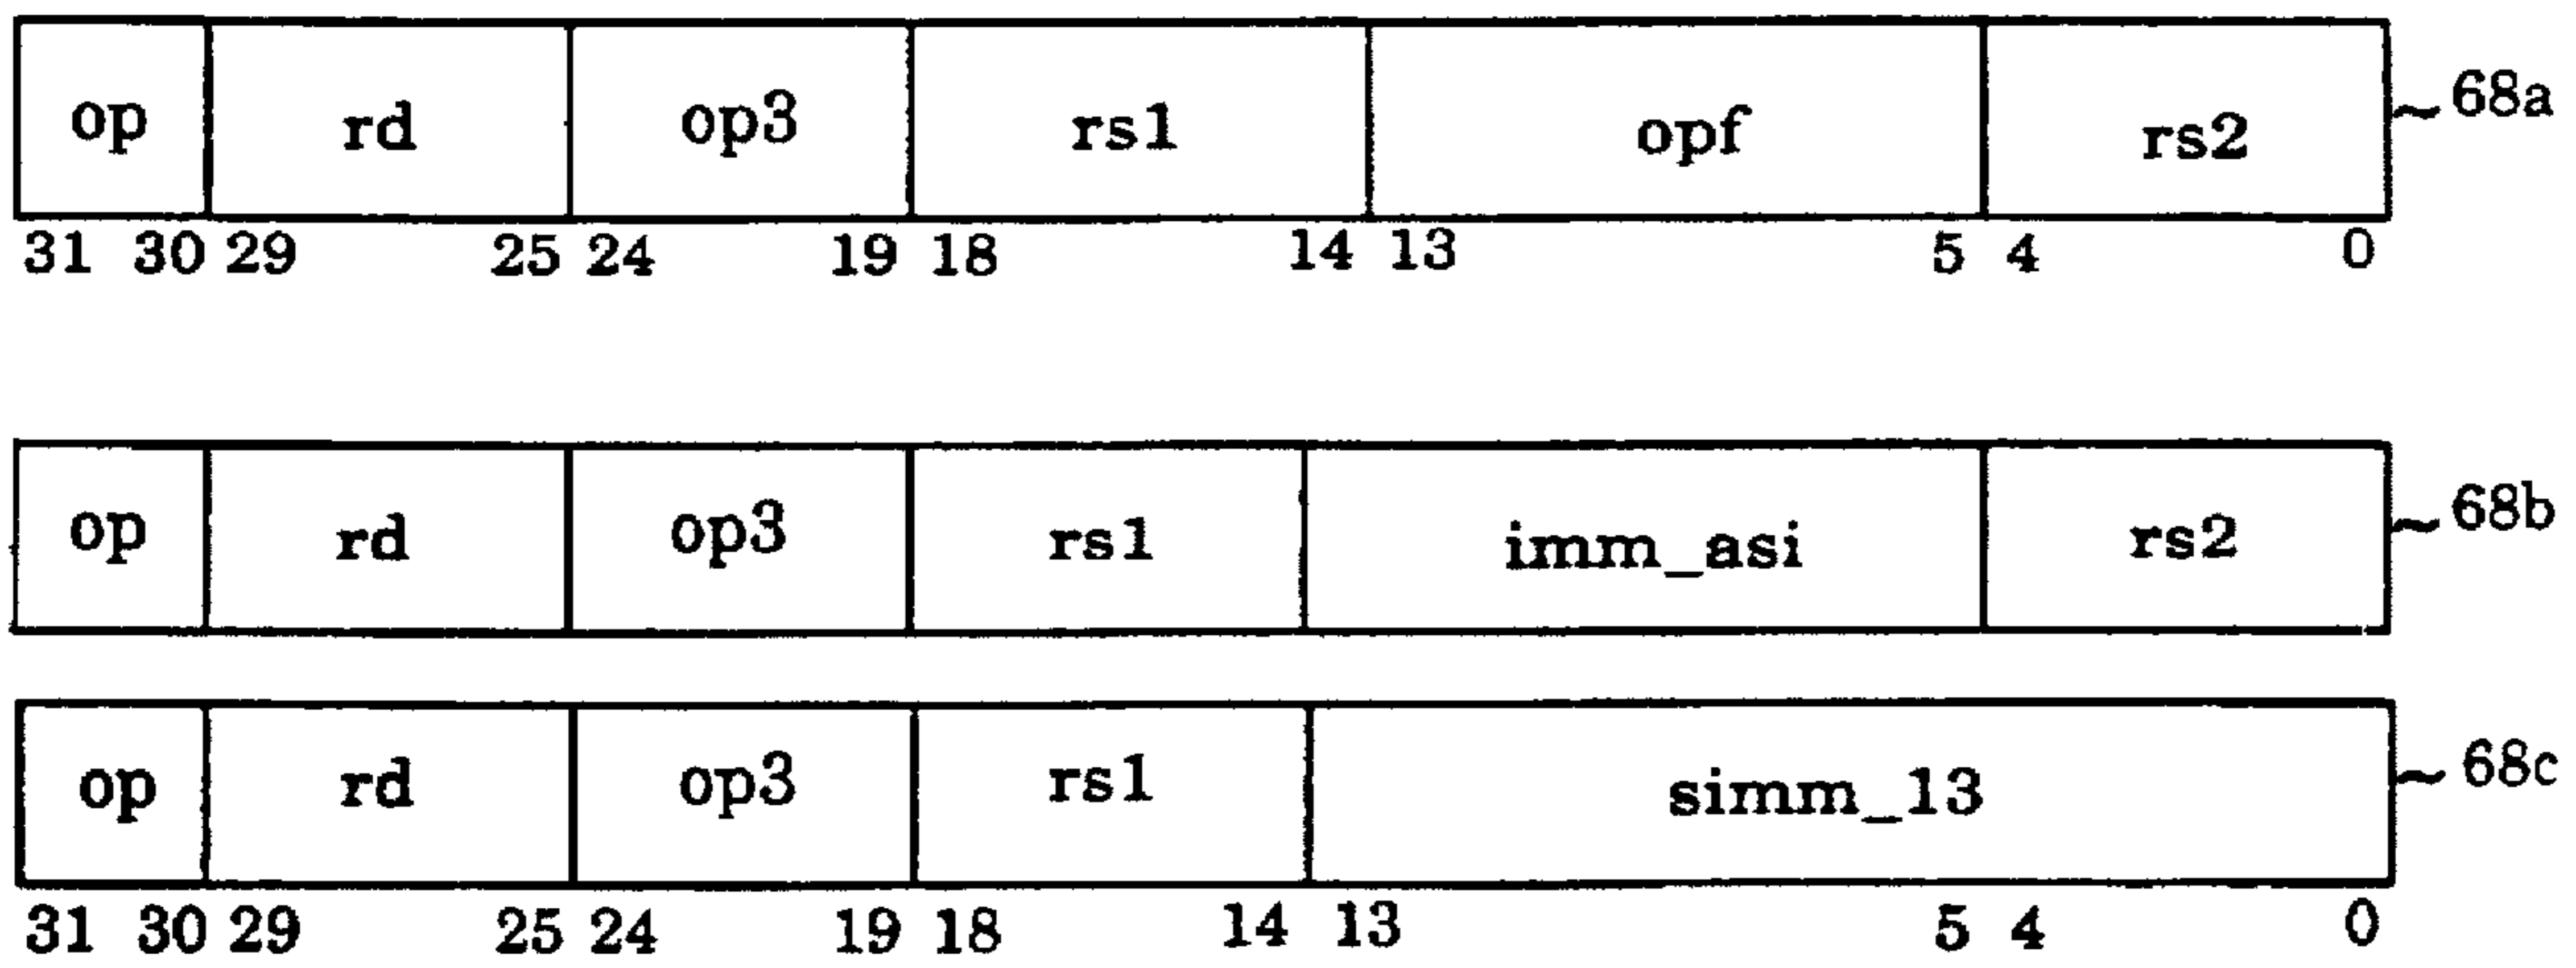 op rd op3 rs1 opf rs2 ~68a
31 30 29 25 24 19 18 14 13 5 4 0
op rd op3 rs1 imm_asi rs2 ~68b
op rd op3 rs1 simm_13 ~68c
31 30 29 25 24 19 18 14 13 5 4 0